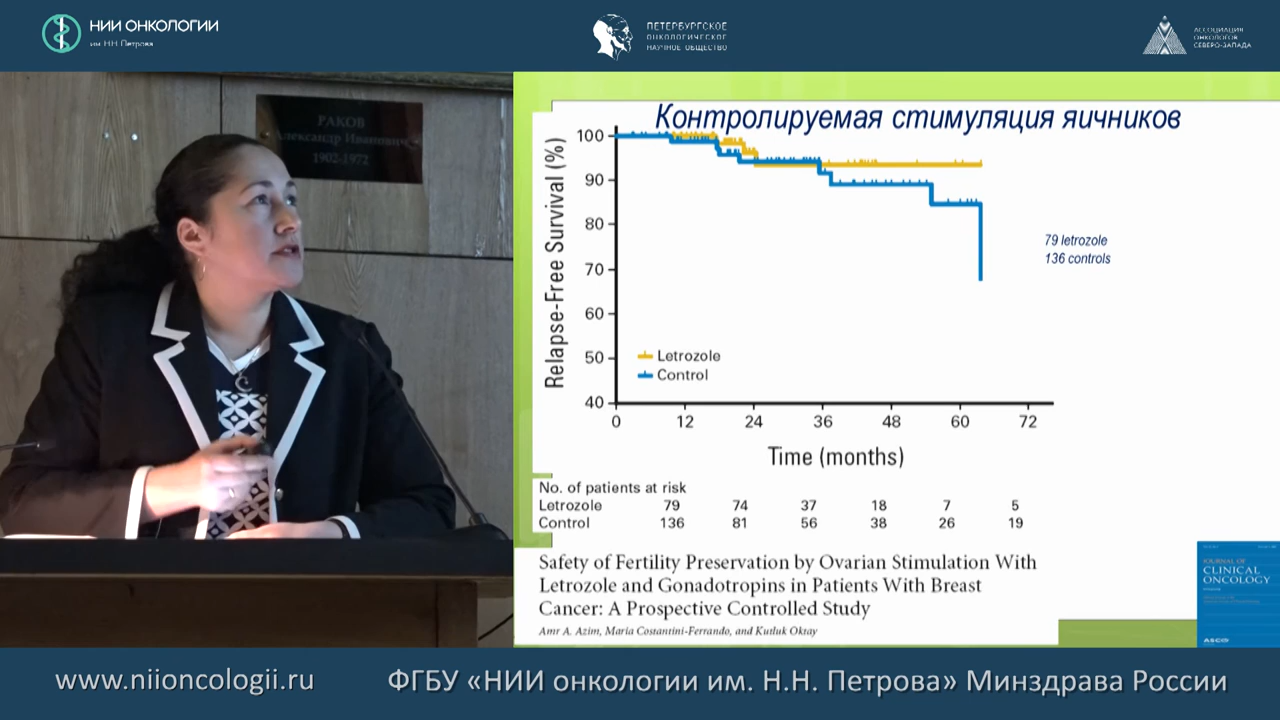 НИИ ОНКОЛОГИИ
им. Н.Н. Петрова
ПЕТЕРБУРГСКОЕ
ОНКОЛОГИЧЕСКОЕ
НАУЧНОЕ ОБЩЕСТВО
АССОЦИАЦИЯ
ОНКОЛОГОВ
СЕВЕРО-ЗАПАДА
РАКОВ
Александр Иванович
1902-1972
Контролируемая стимуляция яичников
Relapse-Free Survival (%)
100
90
80
70
60
50
40
79 letrozole
136 controls
Letrozole
Control
0 12 24 36 48 60 72
Time (months)
No. of patients at risk
Letrozole 79 74 37 18 7 5
Control 136 81 56 38 26 19
Safety of Fertility Preservation by Ovarian Stimulation With
Letrozole and Gonadotropins in Patients With Breast
Cancer: A Prospective Controlled Study
Amr A. Azim, Maria Costantini-Ferrando, and Kutluk Oktay
JOURNAL OF
CLINICAL
ONCOLOGY
ASCO
www.niioncologii.ru
ФГБУ «НИИ онкологии им. Н.Н. Петрова» Минздрава России